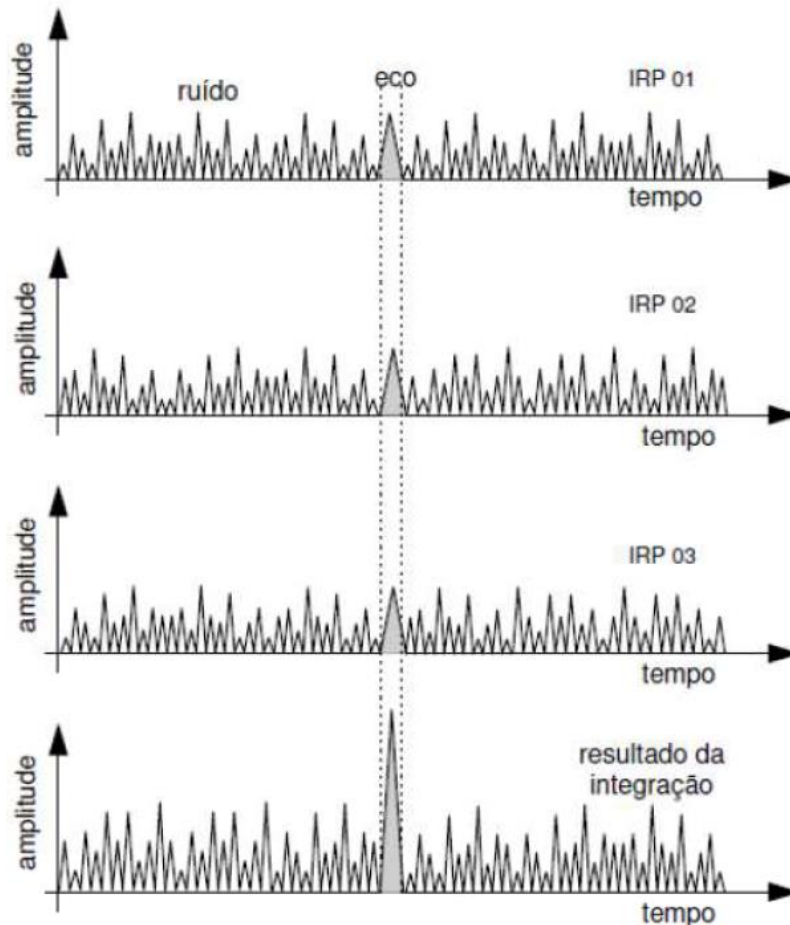 amplitude
ruído
eco
IRP 01
tempo
amplitude
IRP 02
tempo
amplitude
IRP 03
tempo
amplitude
resultado da
integração
tempo